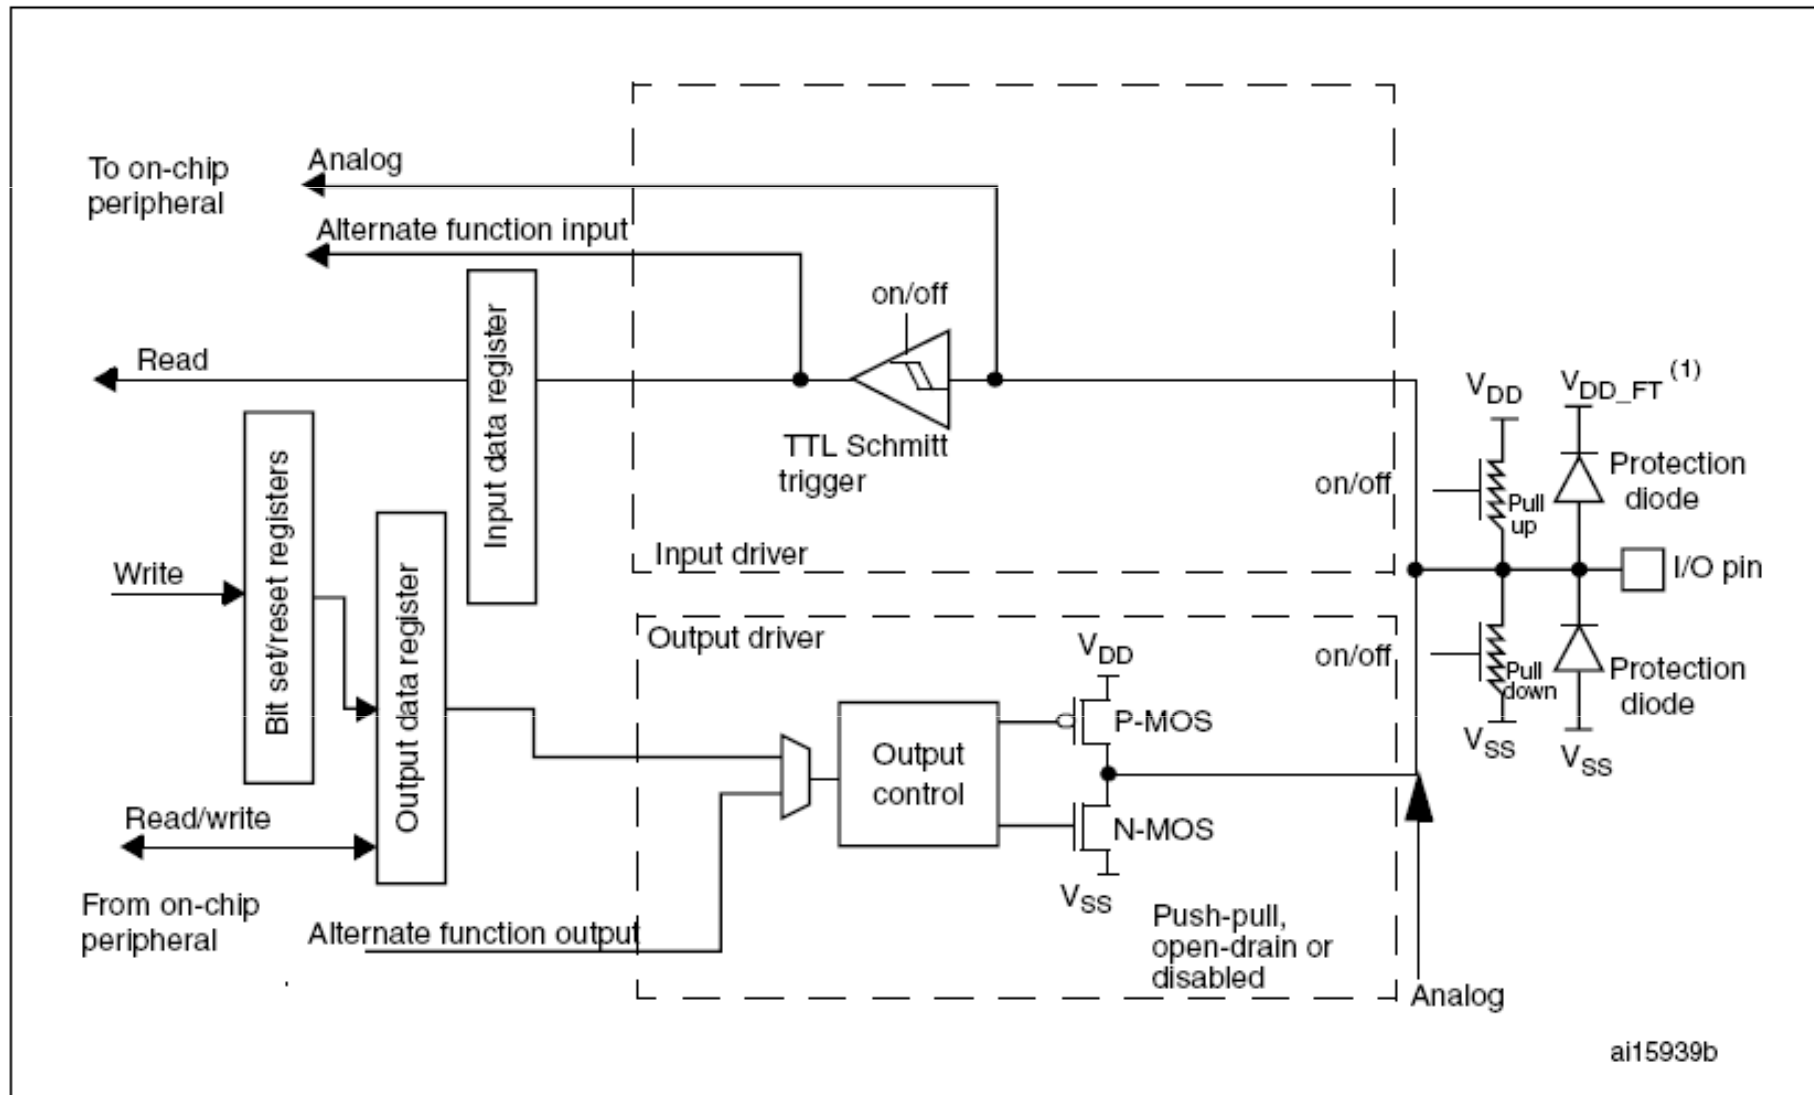 To on-chip
peripheral
Analog
Alternate function input
on/off
Read
Input data register
TTL Schmitt
trigger
VDD
VDD_FT (1)
Protection
diode
on/off
Pull
up
Bit set/reset registers
Write
Output data register
Input driver
I/O pin
Output driver
VDD
on/off
Pull
down
Protection
diode
P-MOS
VSS
VSS
Output
control
Read/write
N-MOS
VSS
From on-chip
peripheral
Alternate function output
Push-pull,
open-drain or
disabled
Analog
ai15939b